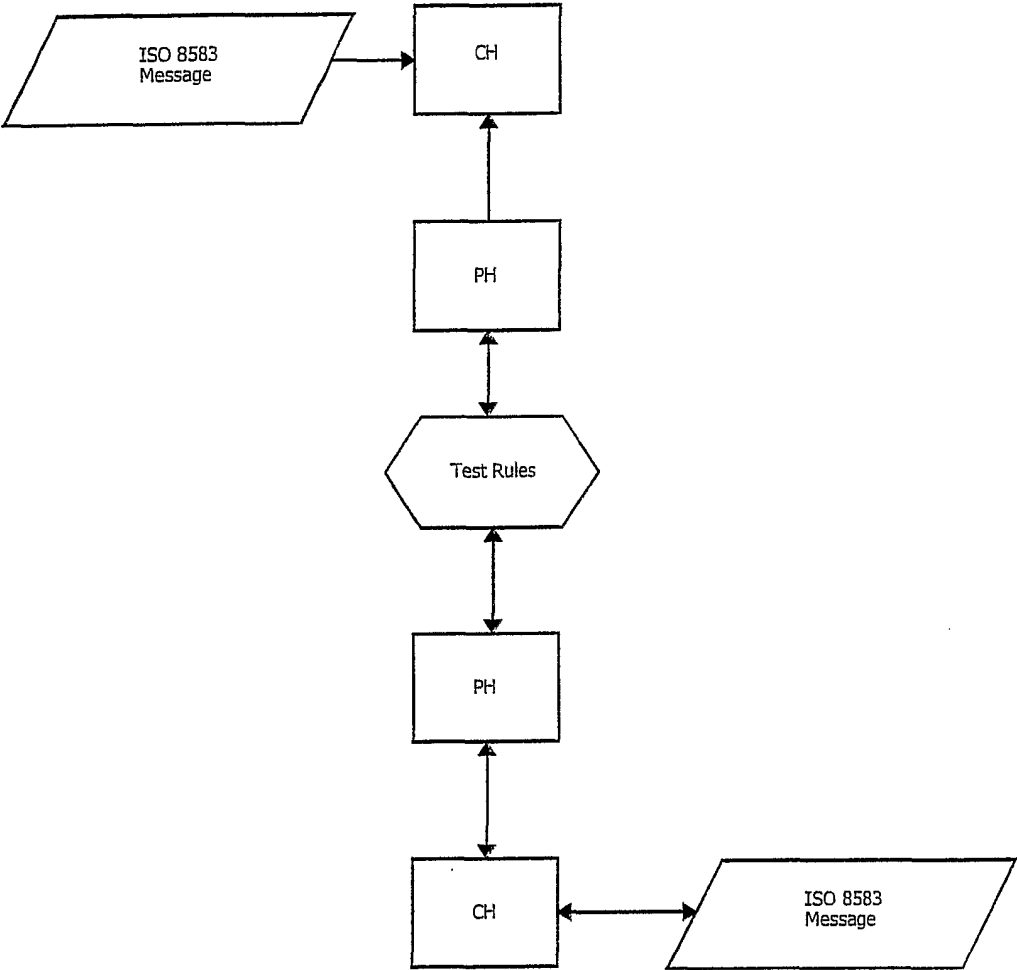 ISO 8583
Message
CH
PH
Test Rules
PH
CH
ISO 8583
Message